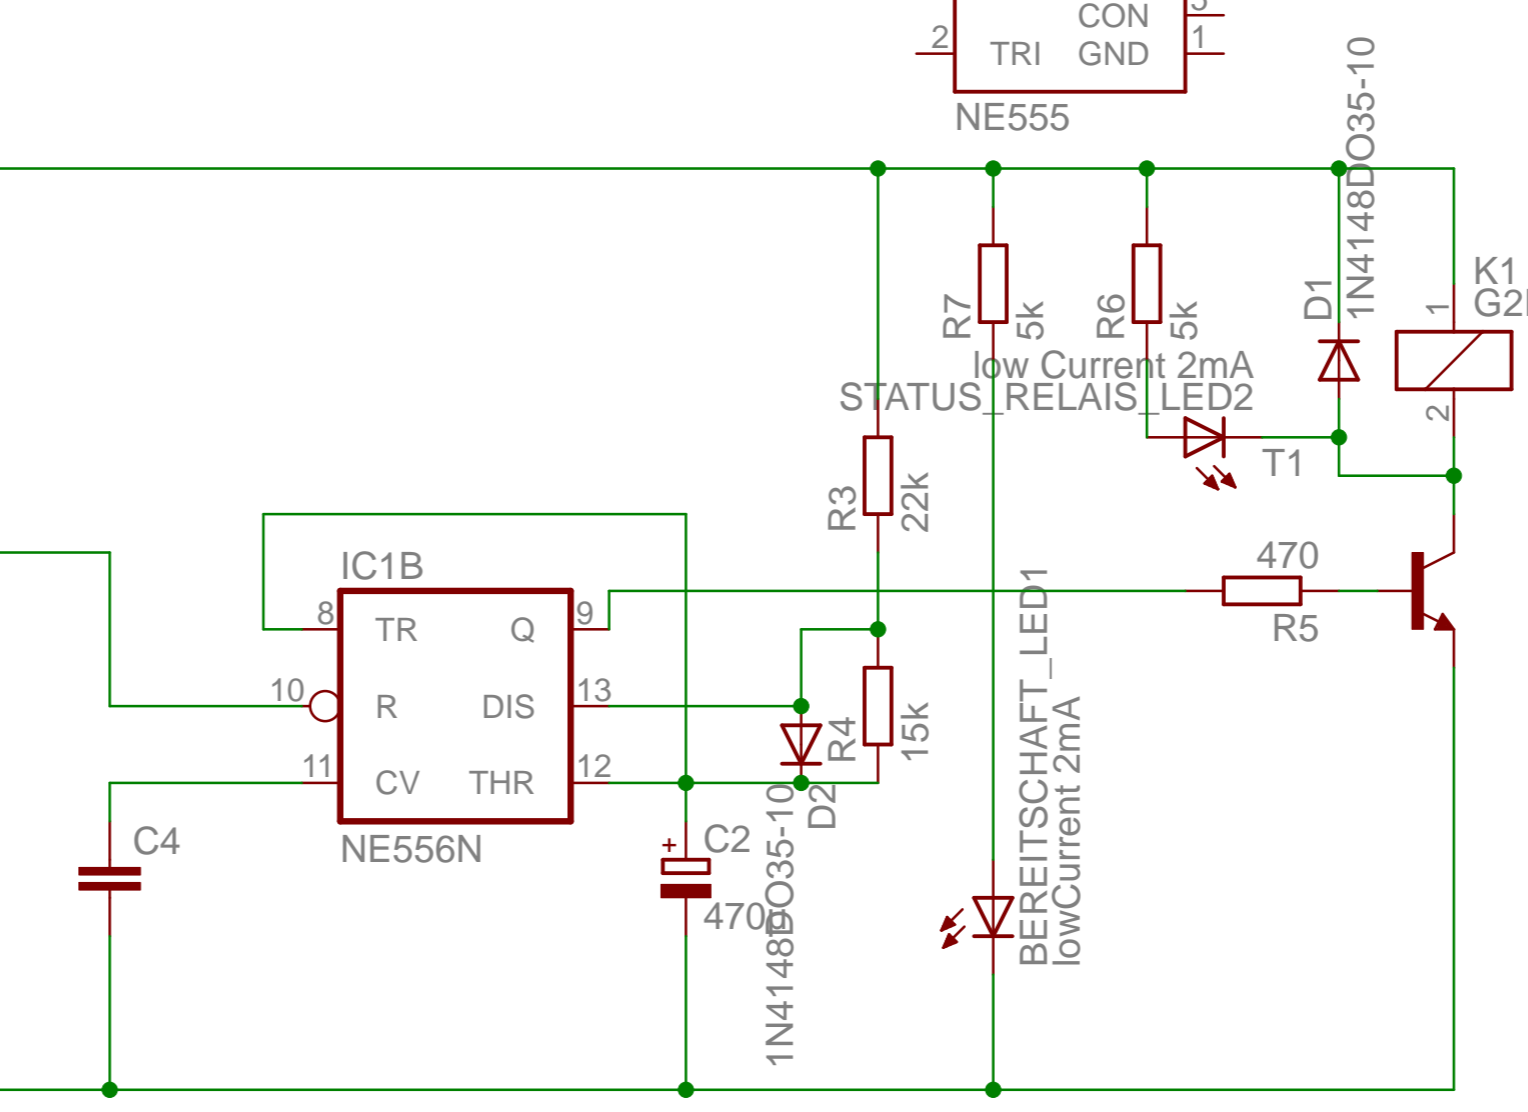 CON
2
TRI
GND
1
NE555
1N4148DO35-10
D1
K1
1
2
R7
5k
R6
5k
low Current 2mA
STATUS_RELAIS_LED2
T1
R3
22k
470
R5
IC1B
8
TR
Q
9
10
R
DIS
13
11
CV
THR
12
NE556N
R4
15k
D2
1N4148DO35-10
C4
+
C2
BEREITSCHAFT_LED1
lowCurrent 2mA